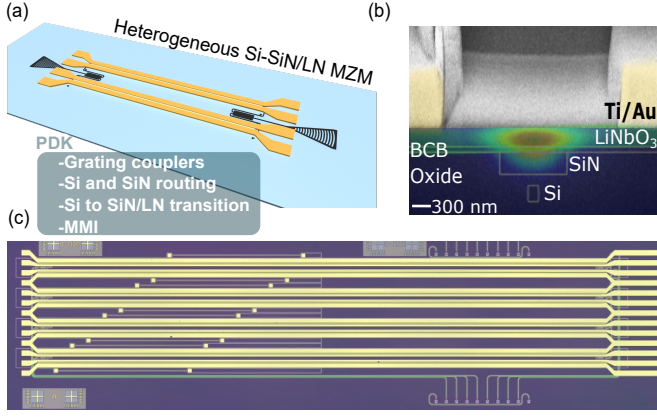 (a)
Heterogeneous Si-SiN/LN MZM
PDK
-Grating couplers
-Si and SiN routing
-Si to SiN/LN transition
-MMI
(b)
Ti/Au
LiNbO3
BCB
Oxide
SiN
Si
300 nm
(c)